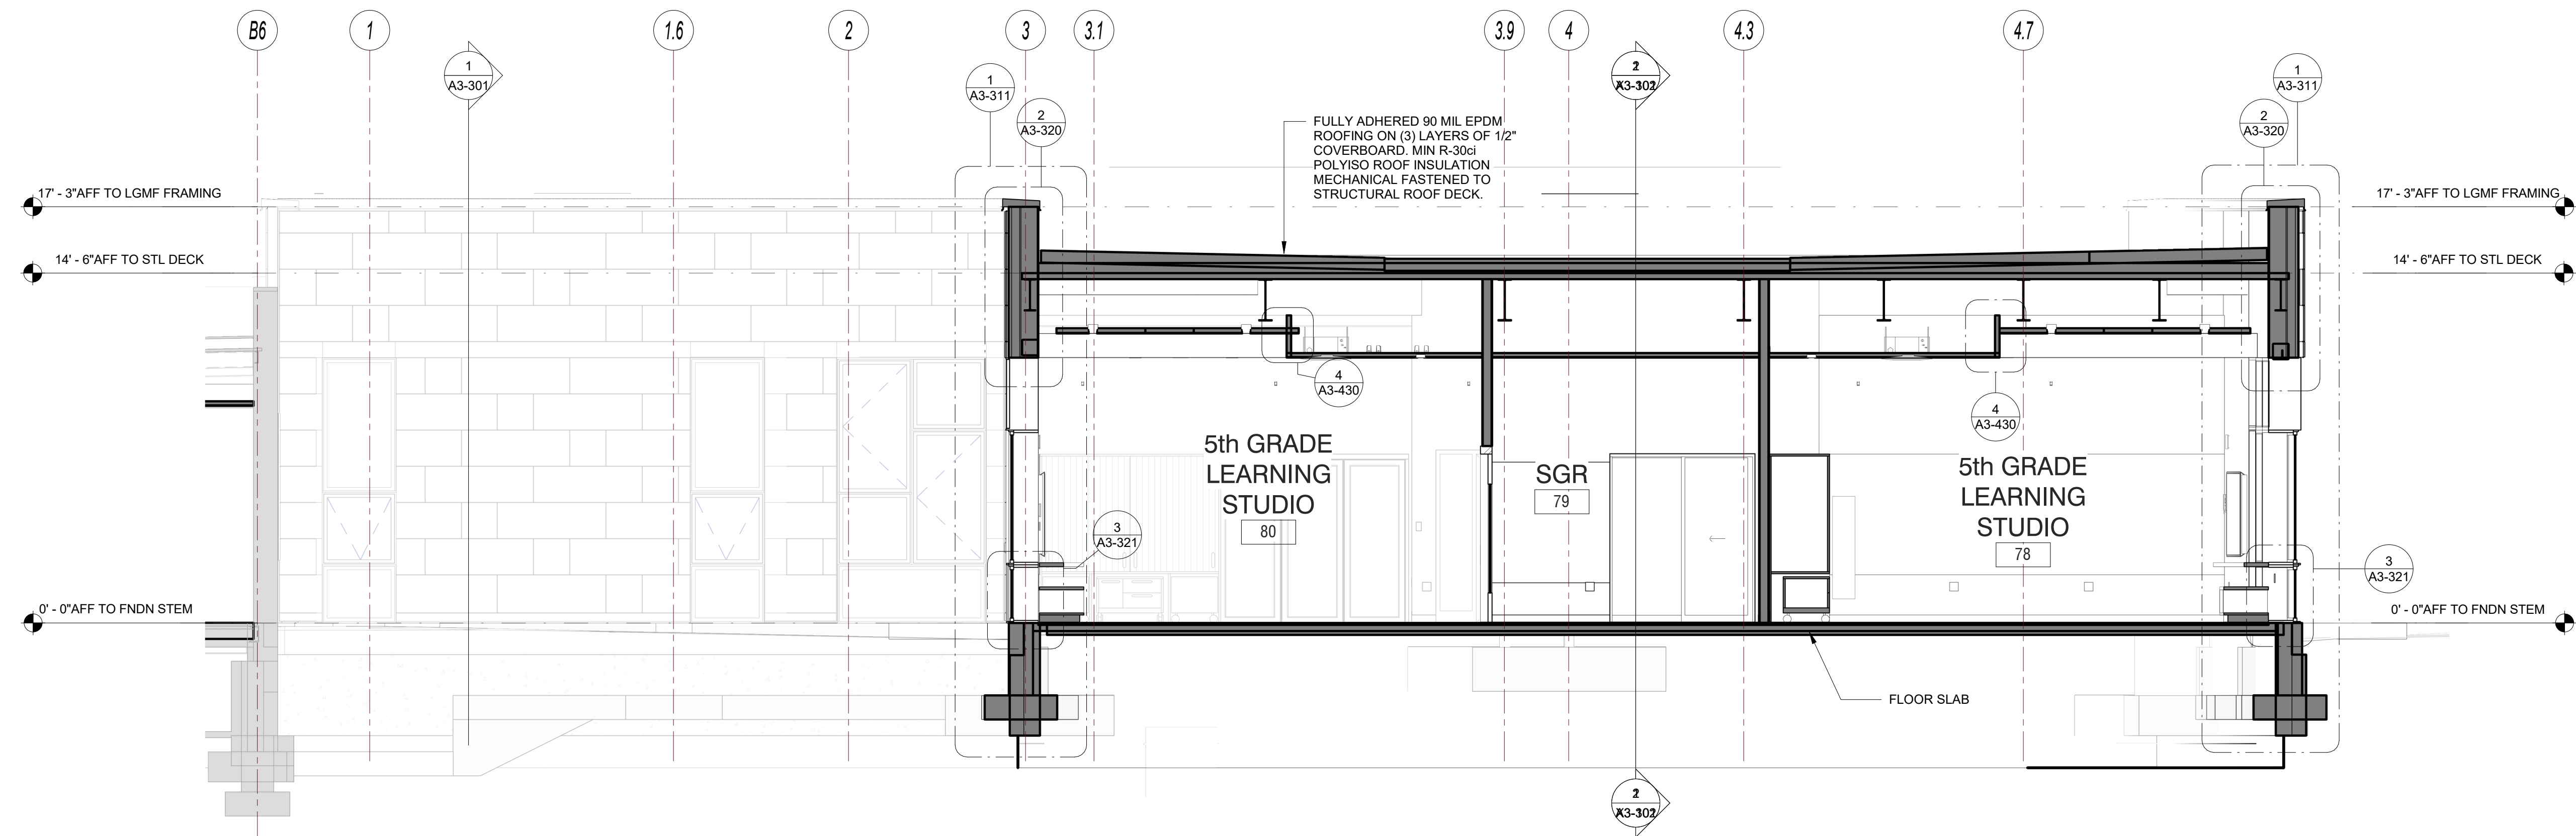 B6
1
1.6
2
3
3.1
3.9
4
4.3
4.7
1
A3-301
1
A3-311
2
A3-320
1
A3-311
2
A3-320
FULLY ADHERED 90 MIL EPDM
ROOFING ON (3) LAYERS OF 1/2"
COVERBOARD. MIN R-30ci
POLYISO ROOF INSULATION
MECHANICAL FASTENED TO
STRUCTURAL ROOF DECK.
17' - 3"AFF TO LGMF FRAMING
17' - 3"AFF TO LGMF FRAMING
14' - 6"AFF TO STL DECK
14' - 6"AFF TO STL DECK
4
A3-430
4
A3-430
5th GRADE
LEARNING
STUDIO
80
SGR
79
5th GRADE
LEARNING
STUDIO
78
3
A3-321
3
A3-321
0' - 0"AFF TO FNDN STEM
0' - 0"AFF TO FNDN STEM
FLOOR SLAB